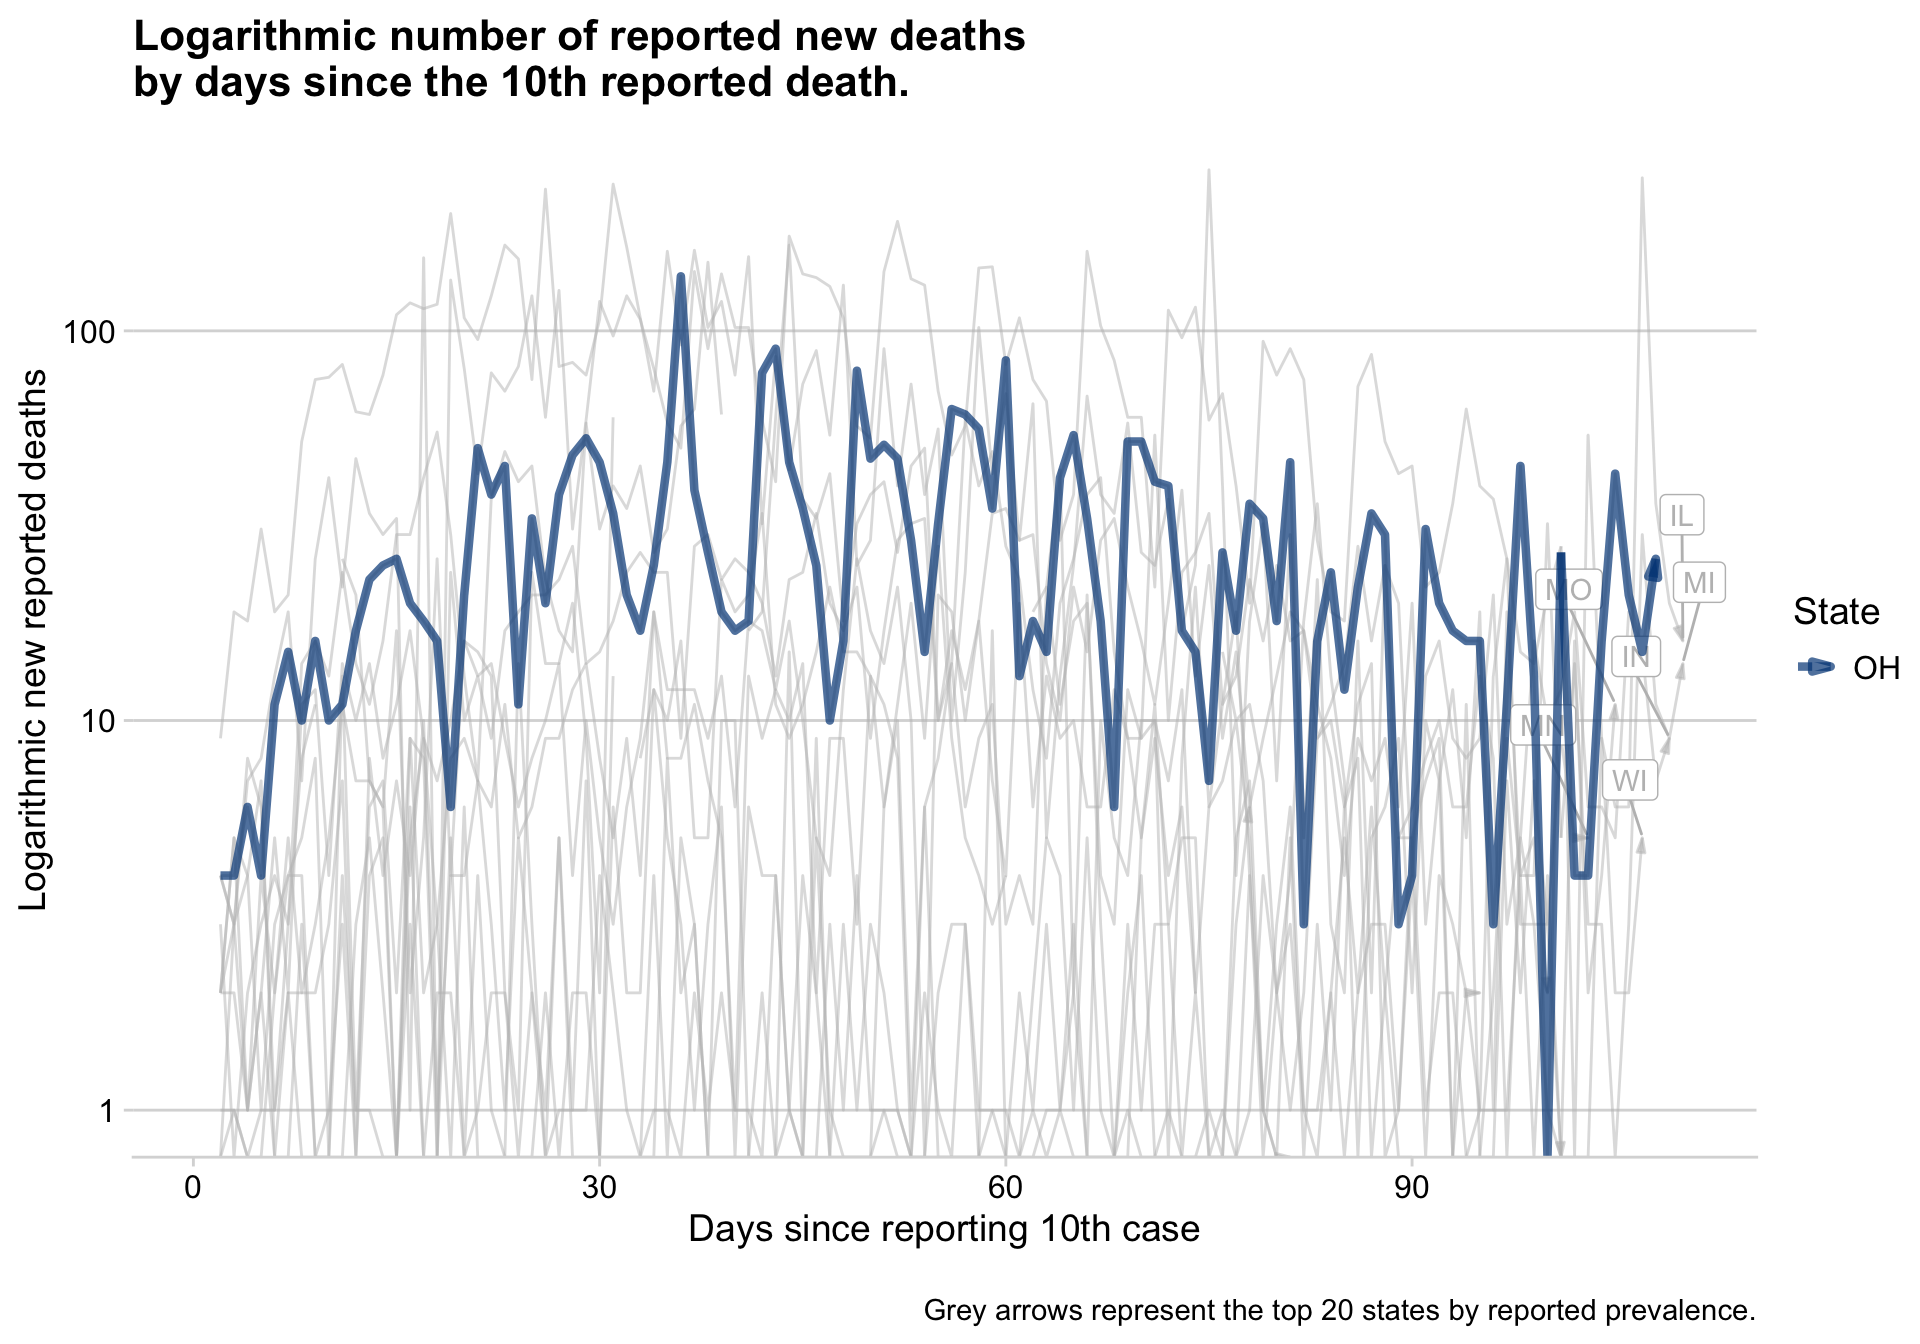 Logarithmic number of reported new deaths
by days since the 10th reported death.
Logarithmic new reported deaths
100
10
1
IL
MO
MI
IN
MN
WI
State
OH
0
30
60
90
Days since reporting 10th case
Grey arrows represent the top 20 states by reported prevalence.